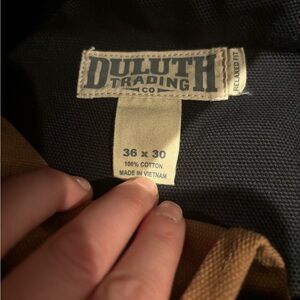 DULUTH
TRADING
CO
RELAXED FIT
36 x 30
100% COTTON
MADE IN VIETNAM